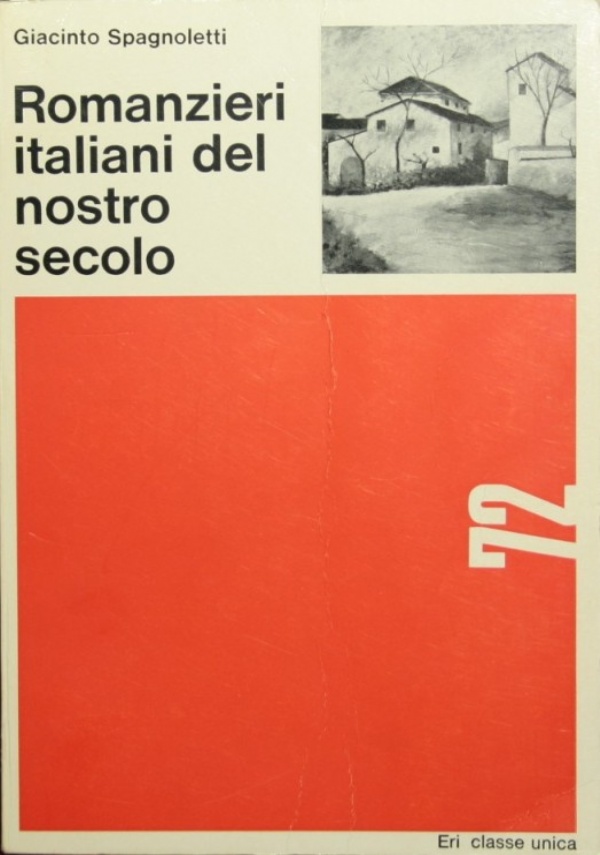 Giacinto Spagnoletti
Romanzieri
italiani del
nostro
secolo
72
Eri classe unica